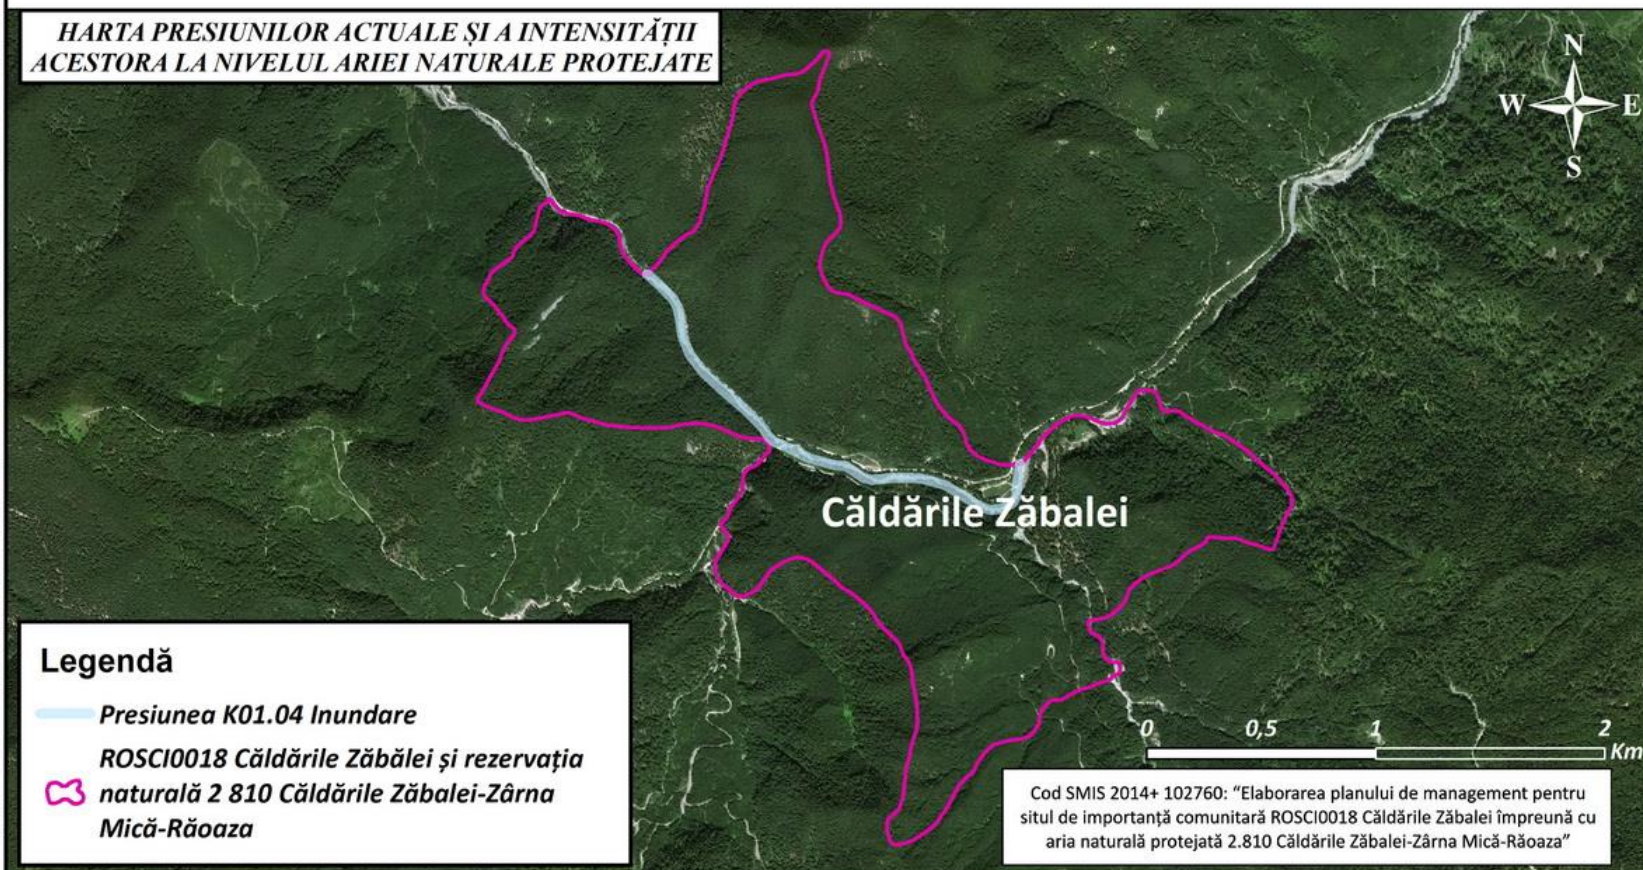 HARTA PRESIUNILOR ACTUALE ȘI A INTENSITĂȚII
ACESTORA LA NIVELUL ARIEI NATURALE PROTEJATE
N
W E
S
Căldările Zăbalei
Legendă
Presiunea K01.04 Inundare
ROSCI0018 Căldările Zăbălei și rezervația
naturală 2 810 Căldările Zăbalei-Zârna
Mică-Răoaza
0 0,5 1 2
Km
Cod SMIS 2014+ 102760: “Elaborarea planului de management pentru
situl de importanță comunitară ROSCI0018 Căldările Zăbalei împreună cu
aria naturală protejată 2.810 Căldările Zăbalei-Zârna Mică-Răoaza”